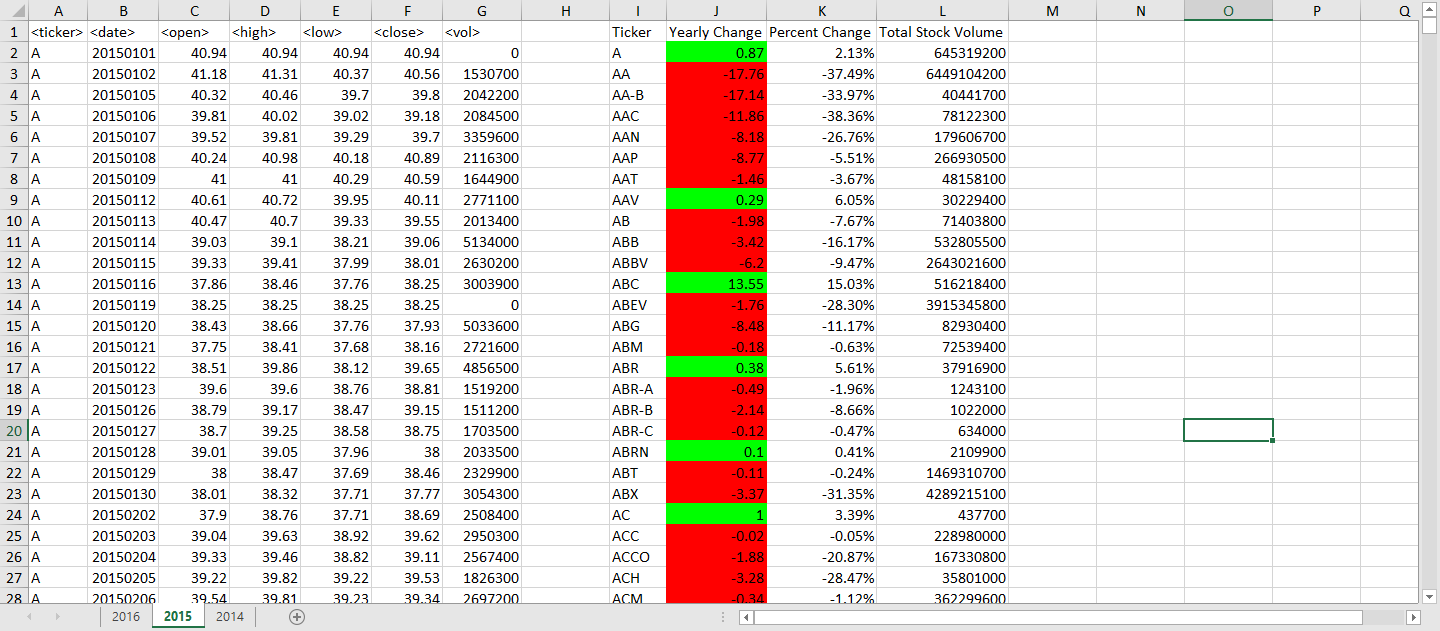 A B C D E F G H I J K L M N O P Q
1 <ticker> <date> <open> <high> <low> <close> <vol> Ticker Yearly Change Percent Change Total Stock Volume
2 A 20150101 40.94 40.94 40.94 40.94 0 A 0.87 2.13% 645319200
3 A 20150102 41.18 41.31 40.37 40.56 1530700 AA -17.76 -37.49% 6449104200
4 A 20150105 40.32 40.46 39.7 39.8 2042200 AA-B -17.14 -33.97% 40441700
5 A 20150106 39.81 40.02 39.02 39.18 2084500 AAC -11.86 -38.36% 78122300
6 A 20150107 39.52 39.81 39.29 39.7 3359600 AAN -8.18 -26.76% 179606700
7 A 20150108 40.24 40.98 40.18 40.89 2116300 AAP -8.77 -5.51% 266930500
8 A 20150109 41 41 40.29 40.59 1644900 AAT -1.46 -3.67% 48158100
9 A 20150112 40.61 40.72 39.95 40.11 2771100 AAV 0.29 6.05% 30229400
10 A 20150113 40.47 40.7 39.33 39.55 2013400 AB -1.98 -7.67% 71403800
11 A 20150114 39.03 39.1 38.21 39.06 5134000 ABB -3.42 -16.17% 532805500
12 A 20150115 39.33 39.41 37.99 38.01 2630200 ABBV -6.2 -9.47% 2643021600
13 A 20150116 37.86 38.46 37.76 38.25 3003900 ABC 13.55 15.03% 516218400
14 A 20150119 38.25 38.25 38.25 38.25 0 ABEV -1.76 -28.30% 3915345800
15 A 20150120 38.43 38.66 37.76 37.93 5033600 ABG -8.48 -11.17% 82930400
16 A 20150121 37.75 38.41 37.68 38.16 2721600 ABM -0.18 -0.63% 72539400
17 A 20150122 38.51 39.86 38.12 39.65 4856500 ABR 0.38 5.61% 37916900
18 A 20150123 39.6 39.6 38.76 38.81 1519200 ABR-A -0.49 -1.96% 1243100
19 A 20150126 38.79 39.17 38.47 39.15 1511200 ABR-B -2.14 -8.66% 1022000
20 A 20150127 38.7 39.25 38.58 38.75 1703500 ABR-C -0.12 -0.47% 634000
21 A 20150128 39.01 39.05 37.96 38 2033500 ABRN 0.1 0.41% 2109900
22 A 20150129 38 38.47 37.69 38.46 2329900 ABT -0.11 -0.24% 1469310700
23 A 20150130 38.01 38.32 37.71 37.77 3054300 ABX -3.37 -31.35% 4289215100
24 A 20150202 37.9 38.76 37.71 38.69 2508400 AC 1 3.39% 437700
25 A 20150203 39.04 39.63 38.92 39.62 2950300 ACC -0.02 -0.05% 228980000
26 A 20150204 39.33 39.46 38.82 39.11 2567400 ACCO -1.88 -20.87% 167330800
27 A 20150205 39.22 39.82 39.22 39.53 1826300 ACH -3.28 -28.47% 35801000
28 A 20150206 39.54 39.81 39.23 39.34 2697200 ACM -0.34 -1.12% 362299600
2016 2015 2014